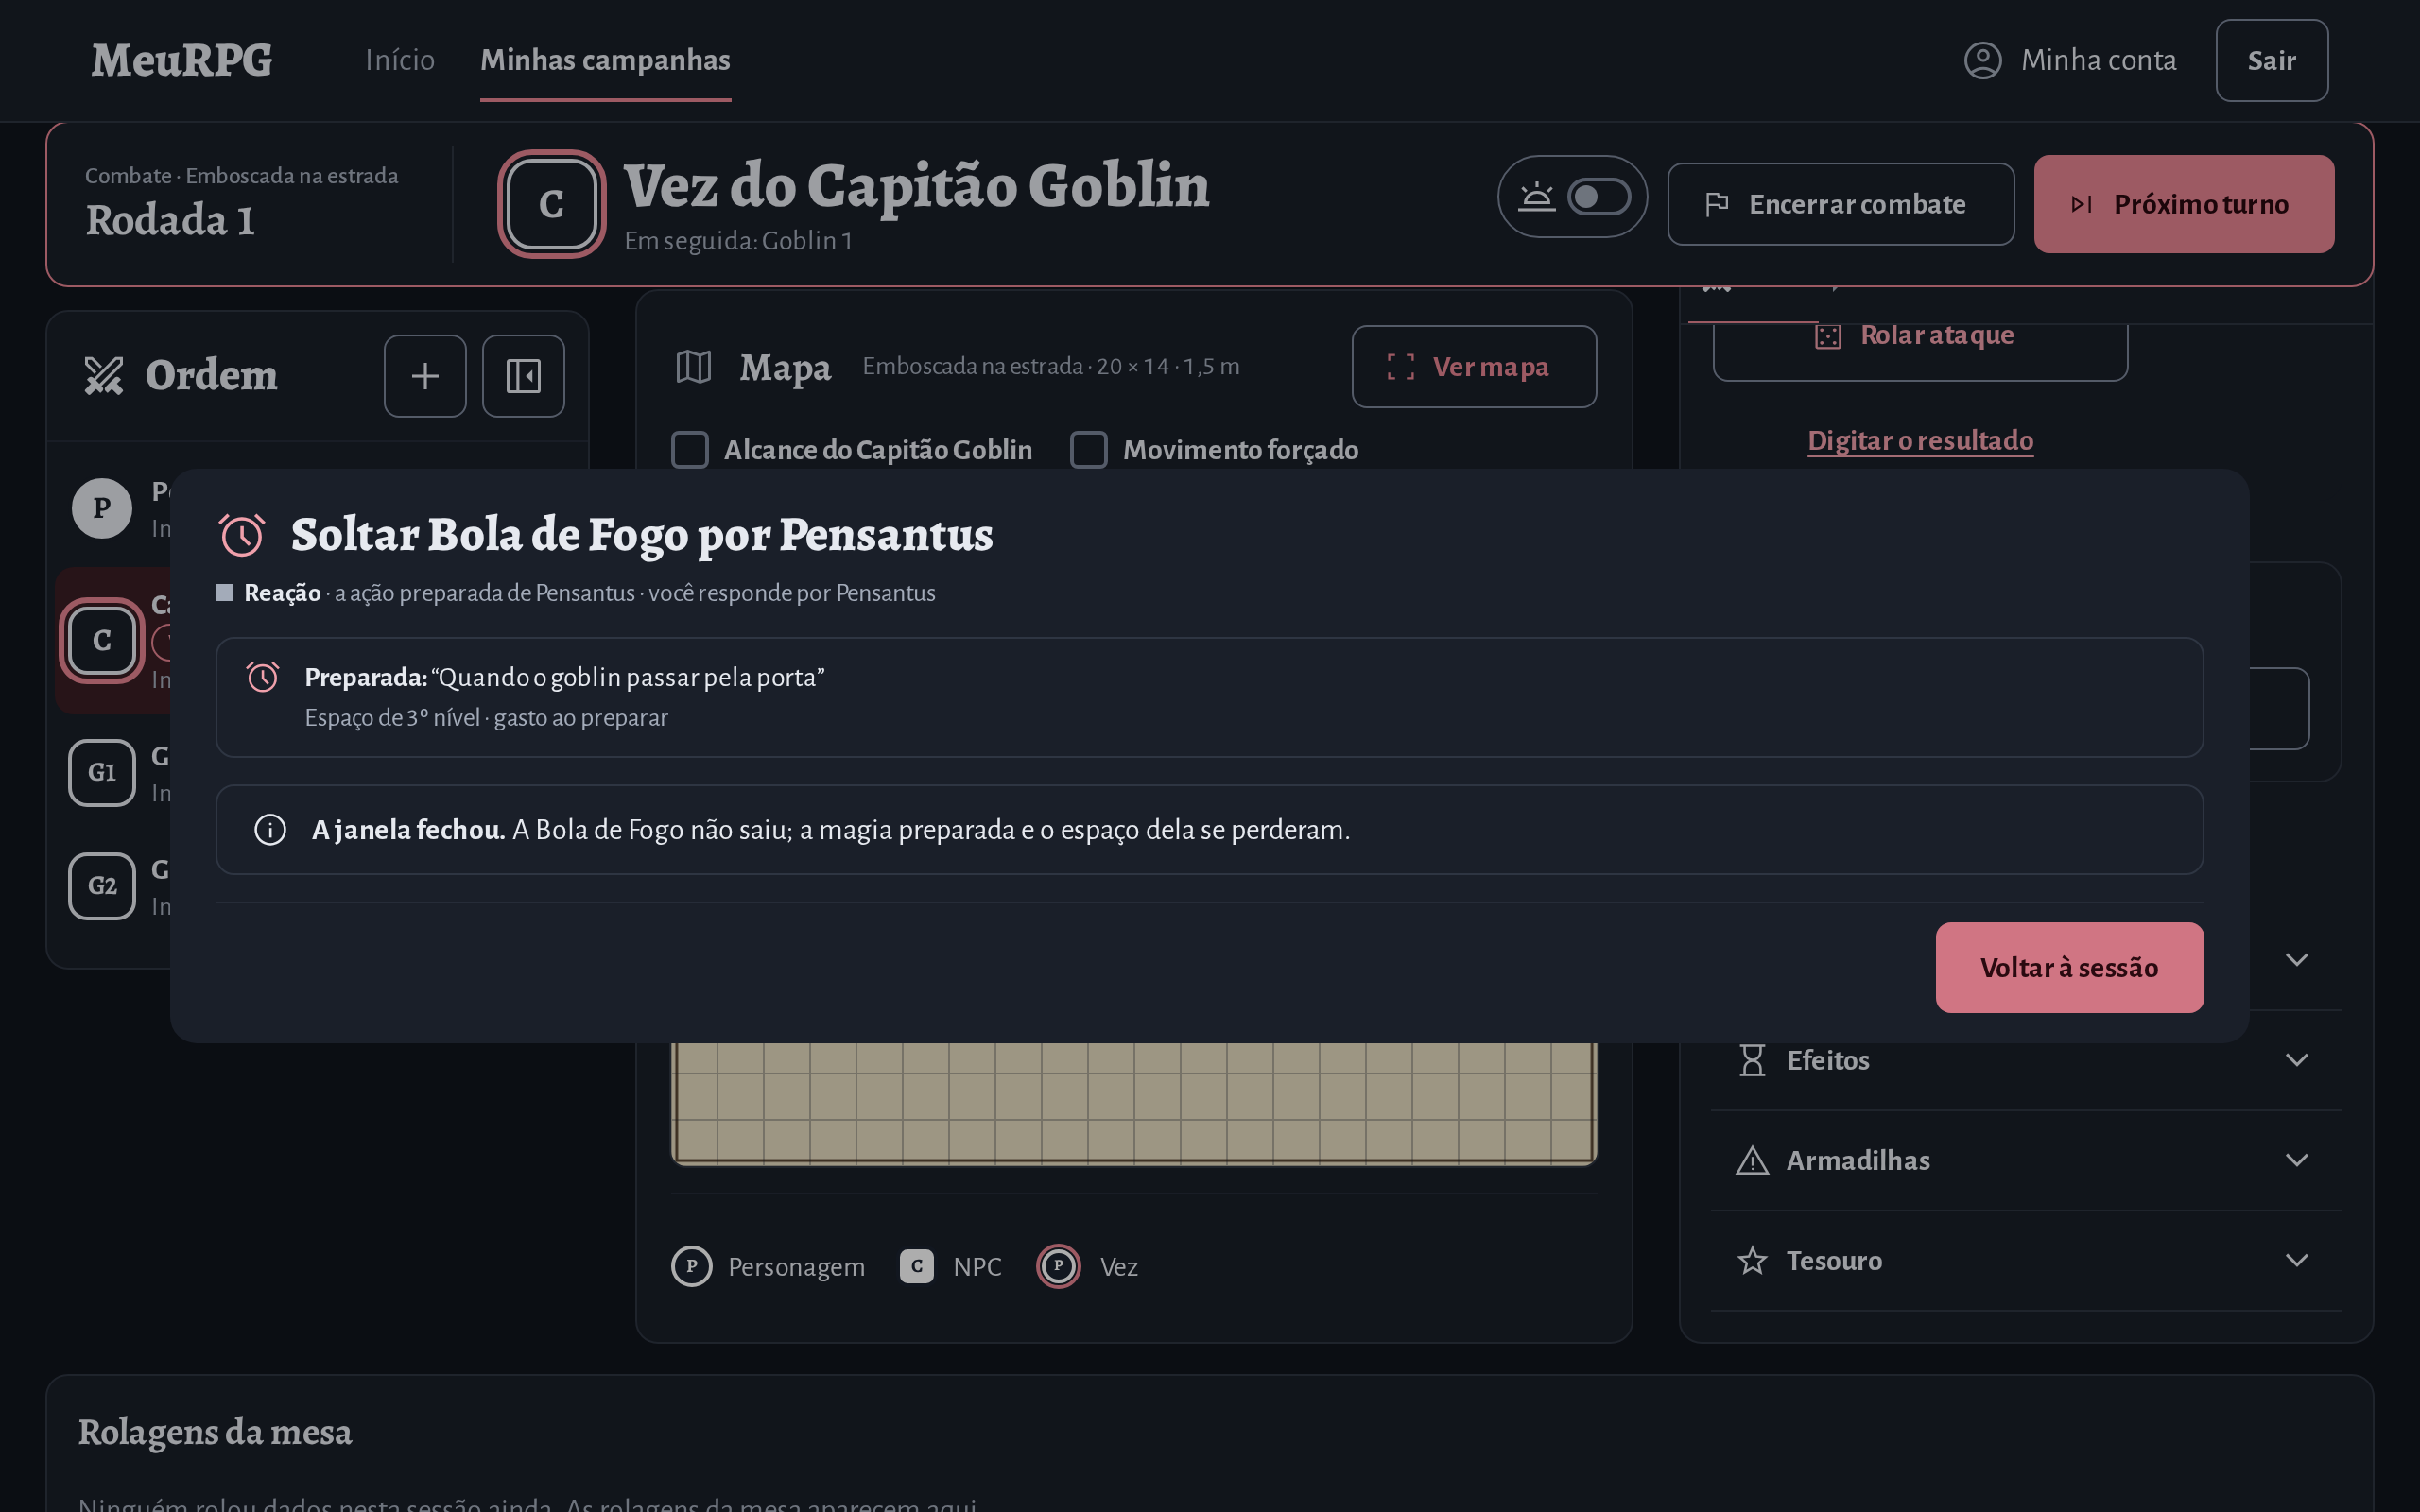 MeuRPG
Início
Minhas campanhas
Minha conta
Sair
Combate · Emboscada na estrada
Rodada 1
C
Vez do Capitão Goblin
Em seguida: Goblin 1
Encerrar combate
Próximo turno
Ordem
Mapa
Emboscada na estrada · 20 × 14 · 1,5 m
Ver mapa
Rolar ataque
Alcance do Capitão Goblin
Movimento forçado
Digitar o resultado
P
C
G1
G2
Soltar Bola de Fogo por Pensantus
Reação · a ação preparada de Pensantus · você responde por Pensantus
Preparada: “Quando o goblin passar pela porta”
Espaço de 3º nível · gasto ao preparar
A janela fechou. A Bola de Fogo não saiu; a magia preparada e o espaço dela se perderam.
Voltar à sessão
Efeitos
Armadilhas
Tesouro
P Personagem
C NPC
P Vez
Rolagens da mesa
Ninguém rolou dados nesta sessão ainda. As rolagens da mesa aparecem aqui